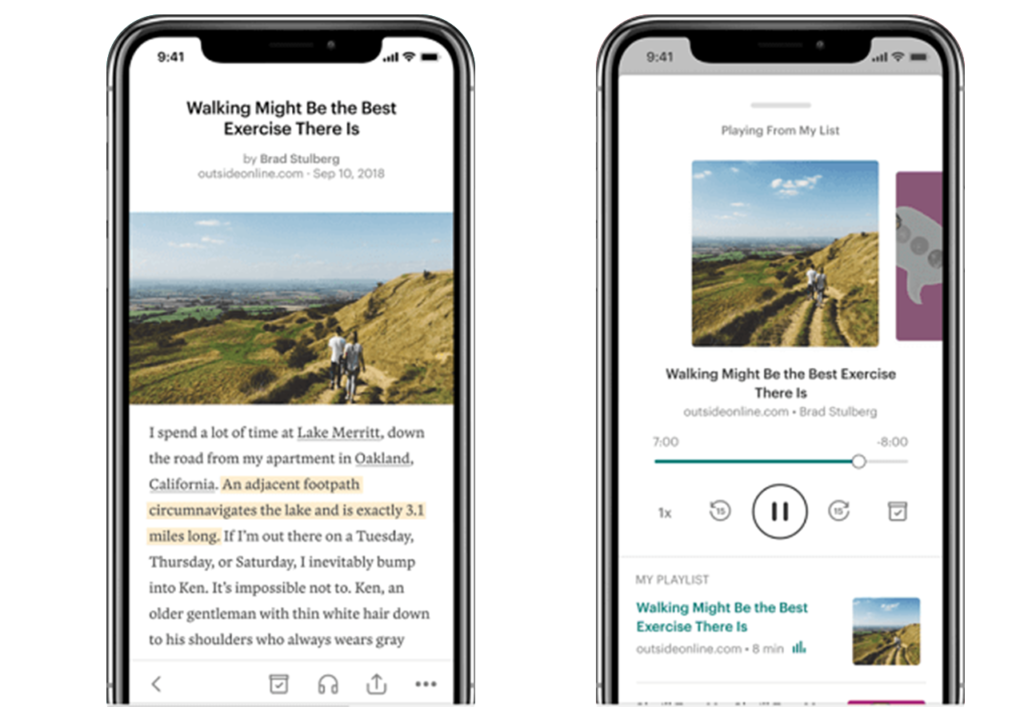 9:41
Walking Might Be the Best
Exercise There Is
by Brad Stulberg
outsideonline.com · Sep 10, 2018
I spend a lot of time at Lake Merritt, down
the road from my apartment in Oakland,
California. An adjacent footpath
circumnavigates the lake and is exactly 3.1
miles long. If I'm out there on a Tuesday,
Thursday, or Saturday, I inevitably bump
into Ken. It's impossible not to. Ken, an
older gentleman with thin white hair down
to his shoulders who always wears gray
9:41
Playing From My List
Walking Might Be the Best Exercise
There Is
outsideonline.com • Brad Stulberg
7:00
-8:00
1x
15
15
MY PLAYLIST
Walking Might Be the Best
Exercise There Is
outsideonline.com • 8 min